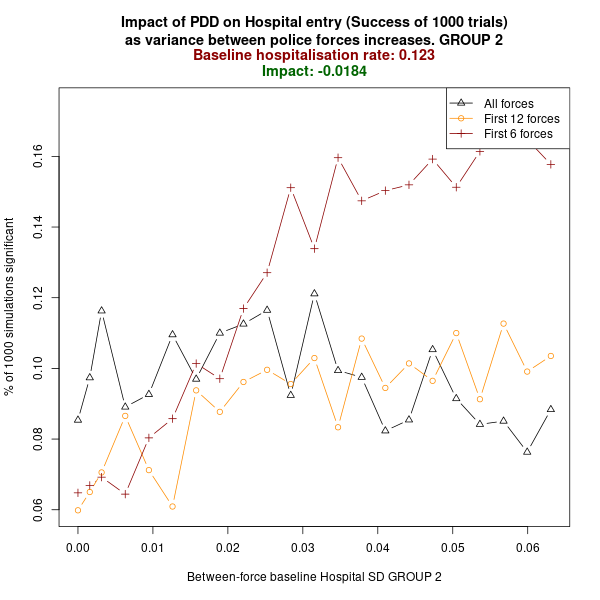 Impact of PDD on Hospital entry (Success of 1000 trials)
as variance between police forces increases. GROUP 2
Baseline hospitalisation rate: 0.123
Impact: -0.0184
All forces
First 12 forces
First 6 forces
% of 1000 simulations significant
0.16
0.14
0.12
0.10
0.08
0.06
0.00 0.01 0.02 0.03 0.04 0.05 0.06
Between-force baseline Hospital SD GROUP 2